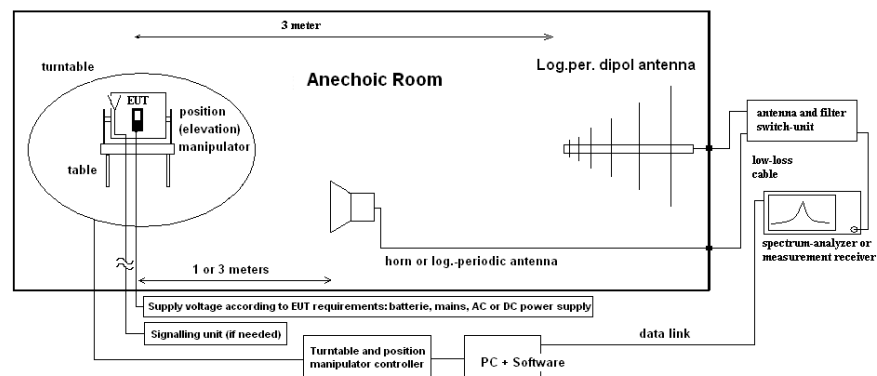 3 meter
turntable
Anechoic Room
Log.per. dipol antenna
EUT
position
(elevation)
manipulator
table
antenna and filter
switch-unit
low-loss
cable
spectrum-analyzer or
measurement receiver
horn or log.-periodic antenna
1 or 3 meters
Supply voltage according to EUT requirements: batterie, mains, AC or DC power supply
Signalling unit (if needed)
data link
Turntable and position
manipulator controller
PC + Software